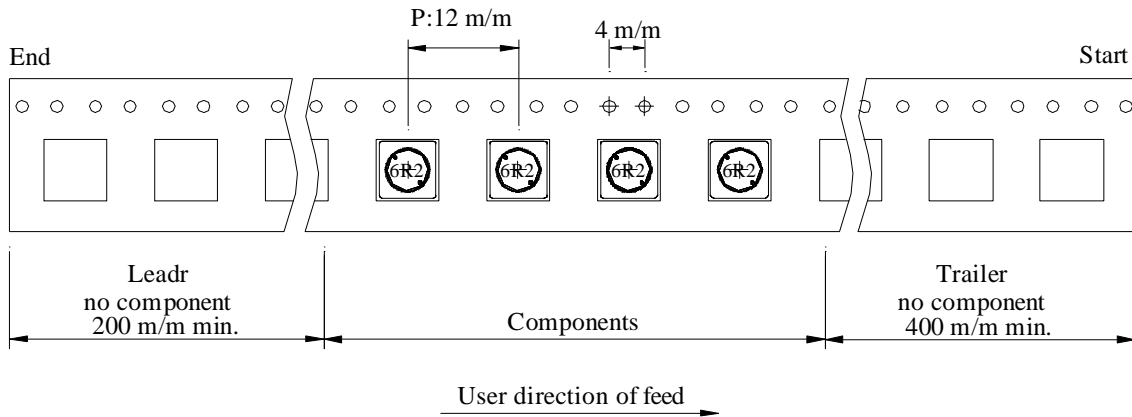 P:12 m/m
4 m/m
End
Start
6R2
6R2
6R2
6R2
Leadr
no component
200 m/m min.
Components
Trailer
no component
400 m/m min.
User direction of feed